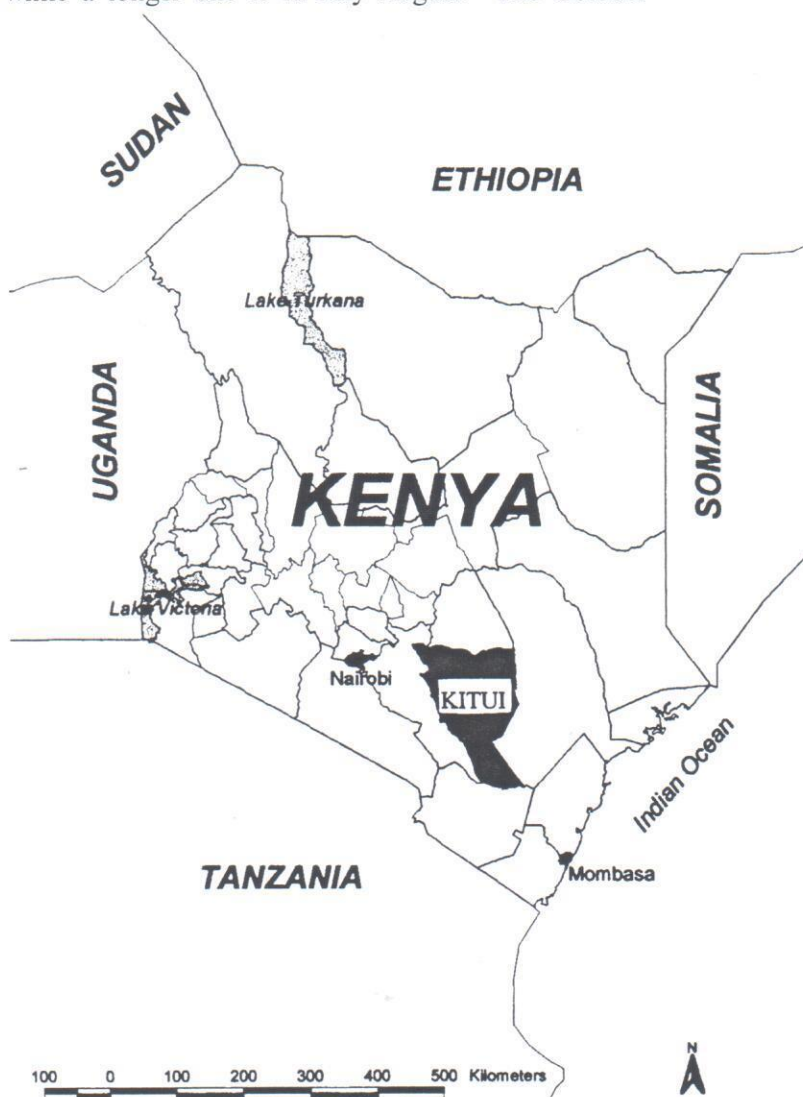 SUDAN
ETHIOPIA
Lake Turkana
UGANDA
SOMALIA
KENYA
Lake Victoria
Nairobi
KITUI
Indian Ocean
Mombasa
TANZANIA
N
100 0 100 200 300 400 500 Kilometers